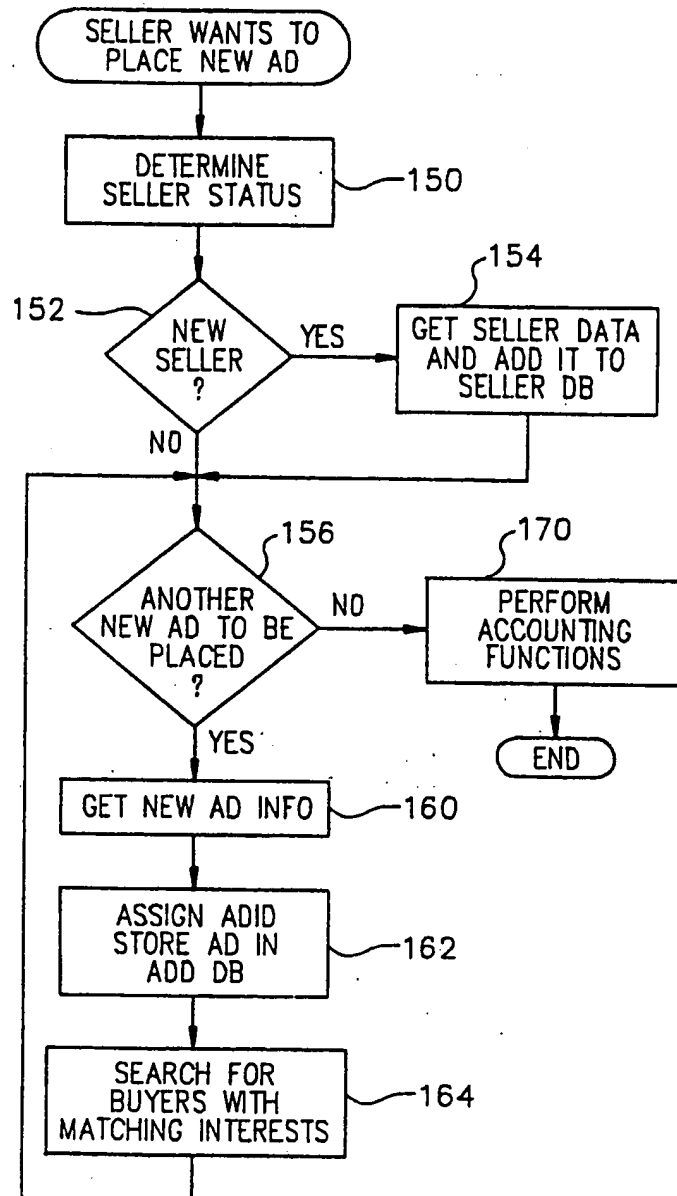 SELLER WANTS TO
PLACE NEW AD
DETERMINE
SELLER STATUS
150
152
NEW
SELLER
?
YES
NO
154
GET SELLER DATA
AND ADD IT TO
SELLER DB
156
ANOTHER
NEW AD TO BE
PLACED
?
NO
YES
170
PERFORM
ACCOUNTING
FUNCTIONS
END
GET NEW AD INFO
160
ASSIGN ADID
STORE AD IN
ADD DB
162
SEARCH FOR
BUYERS WITH
MATCHING INTERESTS
164